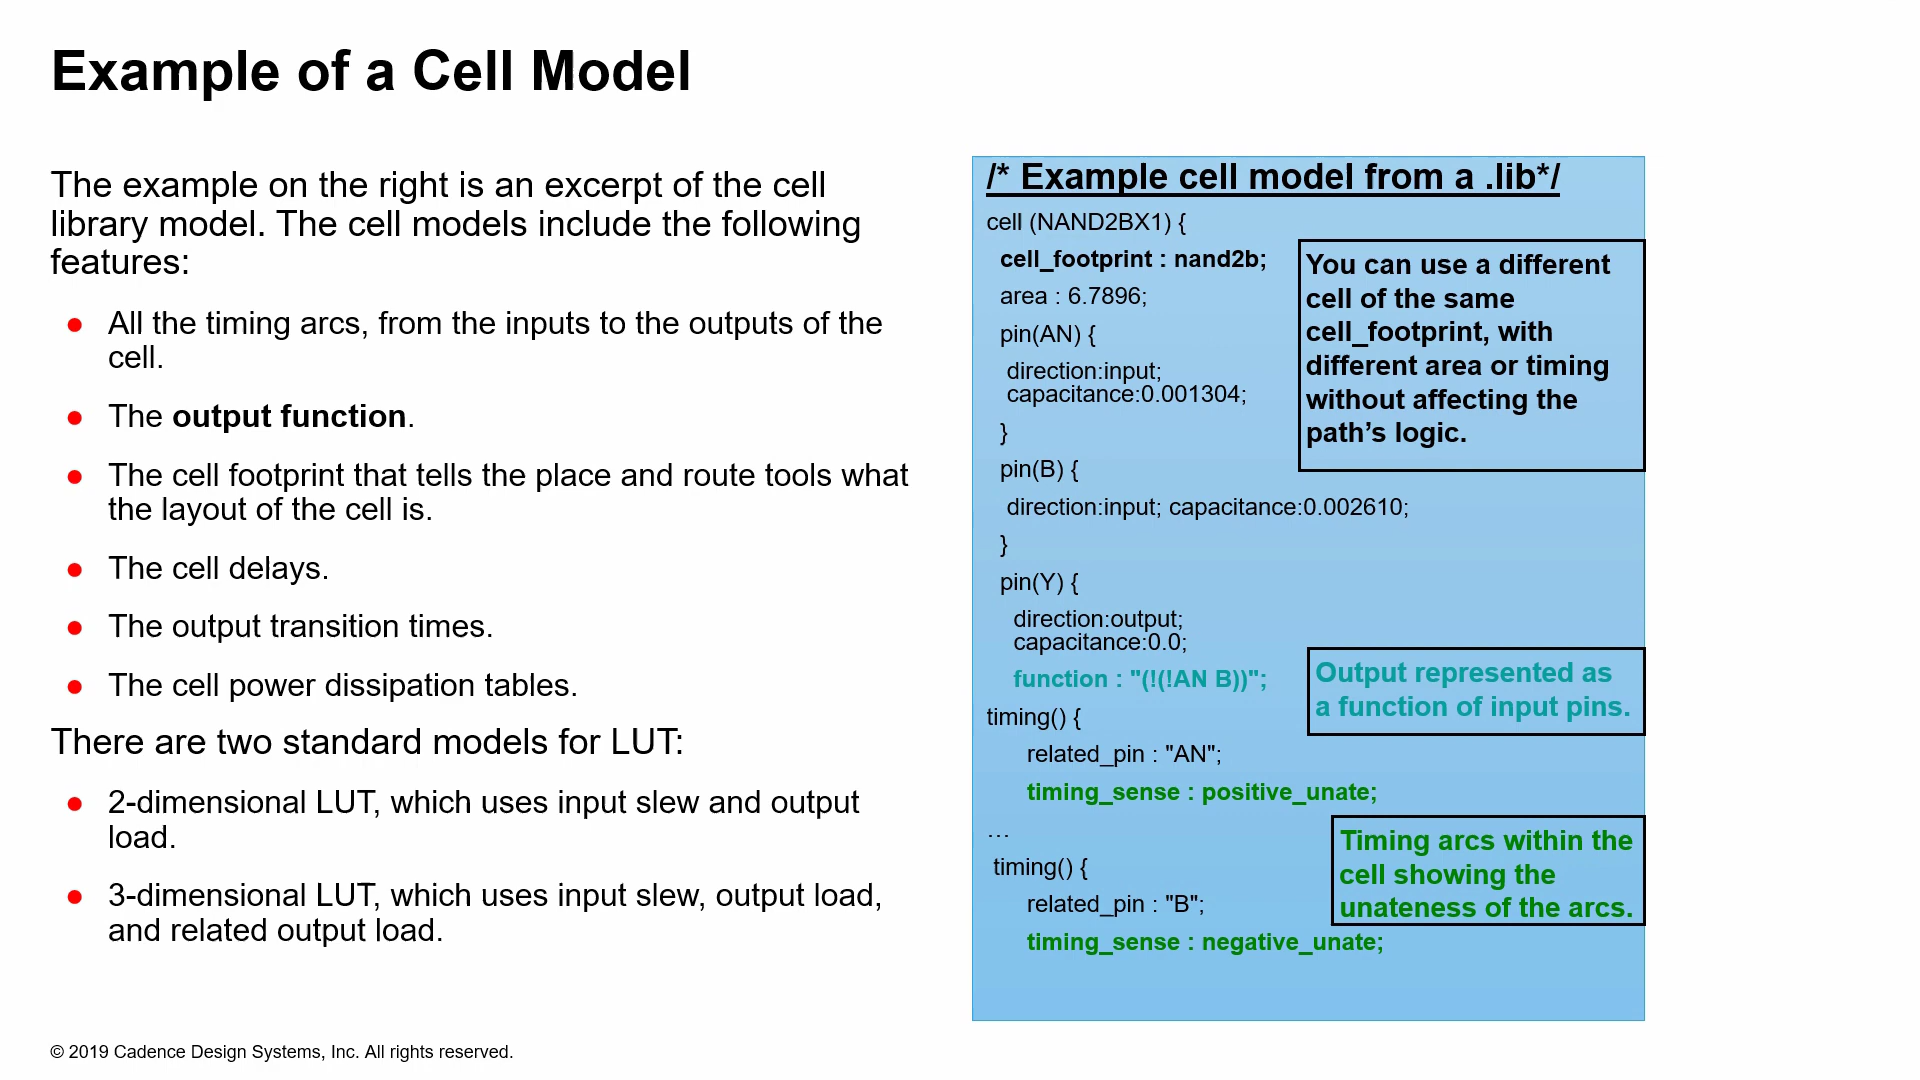 Example of a Cell Model
The example on the right is an excerpt of the cell
library model. The cell models include the following
features:
● All the timing arcs, from the inputs to the outputs of the
cell.
● The output function.
● The cell footprint that tells the place and route tools what
the layout of the cell is.
● The cell delays.
● The output transition times.
● The cell power dissipation tables.
There are two standard models for LUT:
● 2-dimensional LUT, which uses input slew and output
load.
● 3-dimensional LUT, which uses input slew, output load,
and related output load.
/* Example cell model from a .lib*/
cell (NAND2BX1) {
cell_footprint : nand2b;
area : 6.7896;
pin(AN) {
direction:input;
capacitance:0.001304;
}
pin(B) {
direction:input; capacitance:0.002610;
}
pin(Y) {
direction:output;
capacitance:0.0;
function : "(!(!AN B))";
timing() {
related_pin : "AN";
timing_sense : positive_unate;
…
timing() {
related_pin : "B";
timing_sense : negative_unate;
You can use a different
cell of the same
cell_footprint, with
different area or timing
without affecting the
path’s logic.
Output represented as
a function of input pins.
Timing arcs within the
cell showing the
unateness of the arcs.
© 2019 Cadence Design Systems, Inc. All rights reserved.